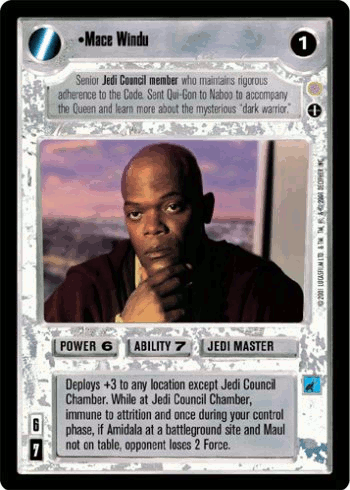 •Mace Windu
1
Senior Jedi Council member who maintains rigorous
adherence to the Code. Sent Qui-Gon to Naboo to accompany
the Queen and learn more about the mysterious "dark warrior."
POWER 6
ABILITY 7
JEDI MASTER
Deploys +3 to any location except Jedi Council
Chamber. While at Jedi Council Chamber,
immune to attrition and once during your control
phase, if Amidala at a battleground site and Maul
not on table, opponent loses 2 Force.
6
7